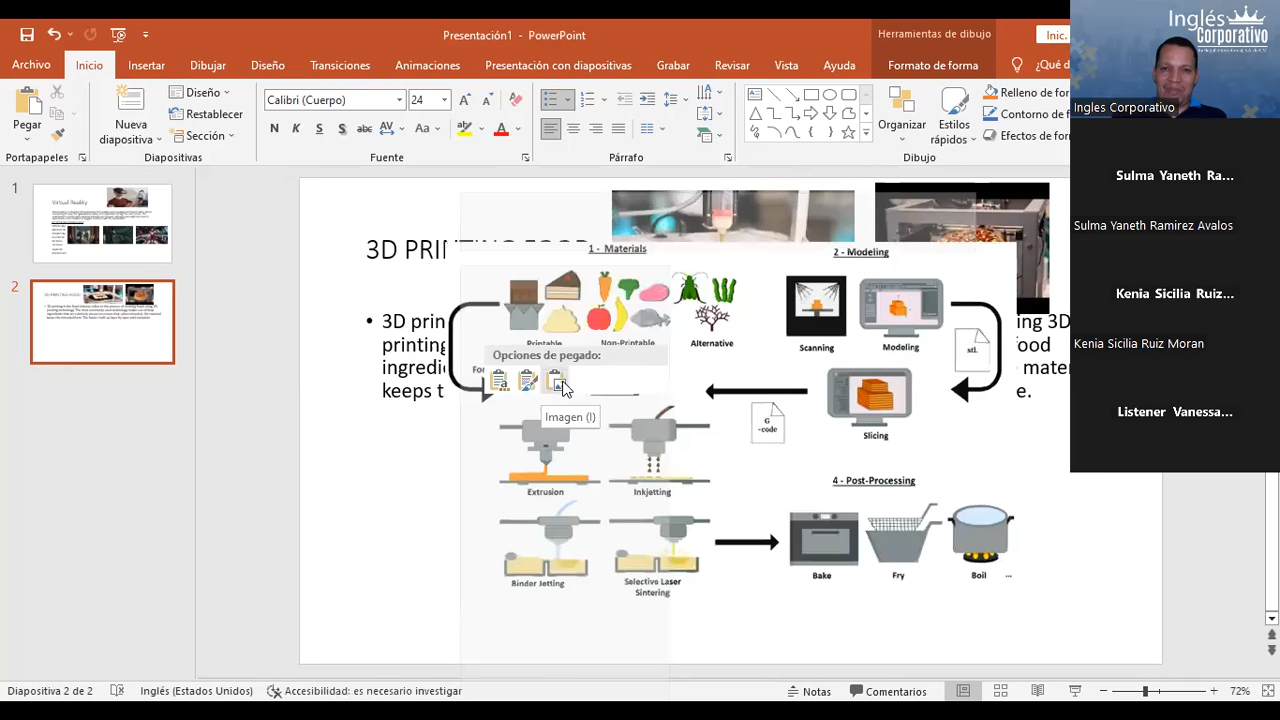 Presentación1 - PowerPoint
Herramientas de dibujo
Inic.
Archivo
Inicio
Insertar
Dibujar
Diseño
Transiciones
Animaciones
Presentación con diapositivas
Grabar
Revisar
Vista
Ayuda
Formato de forma
¿Qué d
Pegar
Nueva
diapositiva
Diseño
Restablecer
Sección
Calibri (Cuerpo)
24
N K S S abc AV Aa A
Organizar
Estilos
rápidos
Relleno de fo
Contorno de f
Efectos de for
Portapapeles
Diapositivas
Fuente
Párrafo
Dibujo
Inglés
Corporativo
Ingles Corporativo
Sulma Yaneth Ra...
Sulma Yaneth Ramirez Avalos
Kenia Sicilia Ruiz...
Kenia Sicilia Ruiz Moran
Listener Vanessa...
1
Virtual Reality
2
3D PRINTING FOOD
• 3D prin
printing
ingredie
keeps t
ing 3D
food
mater
e.
1 - Materials
2 - Modeling
Printable
Non-Printable
Alternative
Scanning
Modeling
stl.
Slicing
G
-code
Opciones de pegado:
Imagen (I)
Extrusion
Inkjetting
Binder Jetting
Selective Laser
Sintering
4 - Post-Processing
Bake
Fry
Boil
...
Diapositiva 2 de 2
Inglés (Estados Unidos)
Accesibilidad: es necesario investigar
Notas
Comentarios
72%